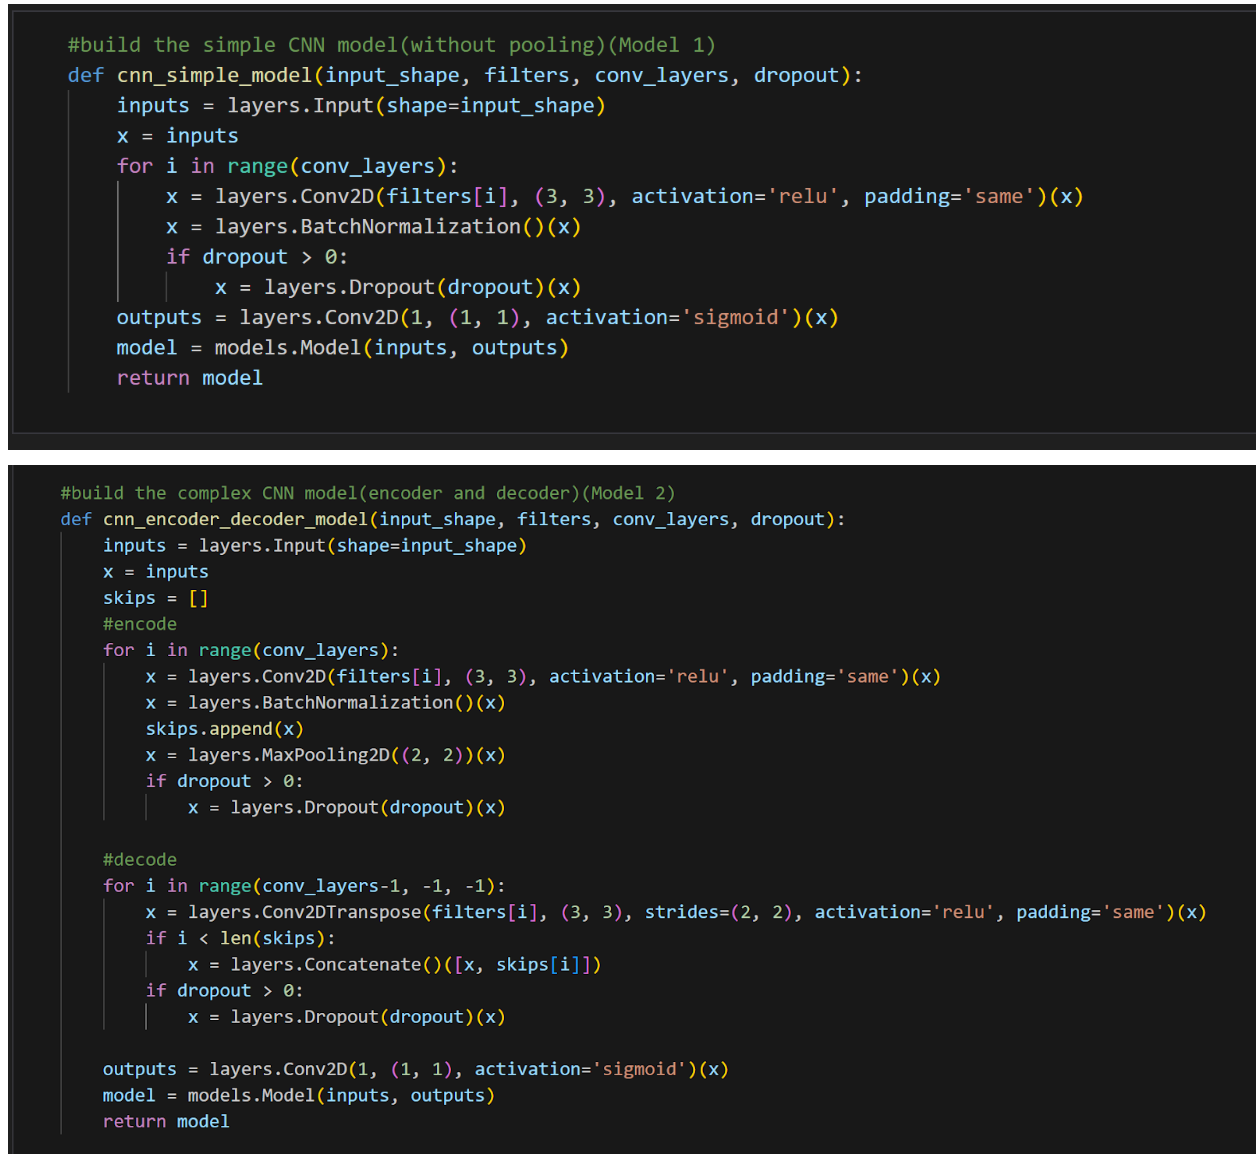 #build the simple CNN model(without pooling)(Model 1)
def cnn_simple_model(input_shape, filters, conv_layers, dropout):
    inputs = layers.Input(shape=input_shape)
    x = inputs
    for i in range(conv_layers):
        x = layers.Conv2D(filters[i], (3, 3), activation='relu', padding='same')(x)
        x = layers.BatchNormalization()(x)
        if dropout > 0:
            x = layers.Dropout(dropout)(x)
    outputs = layers.Conv2D(1, (1, 1), activation='sigmoid')(x)
    model = models.Model(inputs, outputs)
    return model
#build the complex CNN model(encoder and decoder)(Model 2)
def cnn_encoder_decoder_model(input_shape, filters, conv_layers, dropout):
    inputs = layers.Input(shape=input_shape)
    x = inputs
    skips = []
    #encode
    for i in range(conv_layers):
        x = layers.Conv2D(filters[i], (3, 3), activation='relu', padding='same')(x)
        x = layers.BatchNormalization()(x)
        skips.append(x)
        x = layers.MaxPooling2D((2, 2))(x)
        if dropout > 0:
            x = layers.Dropout(dropout)(x)
    #decode
    for i in range(conv_layers-1, -1, -1):
        x = layers.Conv2DTranspose(filters[i], (3, 3), strides=(2, 2), activation='relu', padding='same')(x)
        if i < len(skips):
            x = layers.Concatenate()([x, skips[i]])
        if dropout > 0:
            x = layers.Dropout(dropout)(x)
    outputs = layers.Conv2D(1, (1, 1), activation='sigmoid')(x)
    model = models.Model(inputs, outputs)
    return model